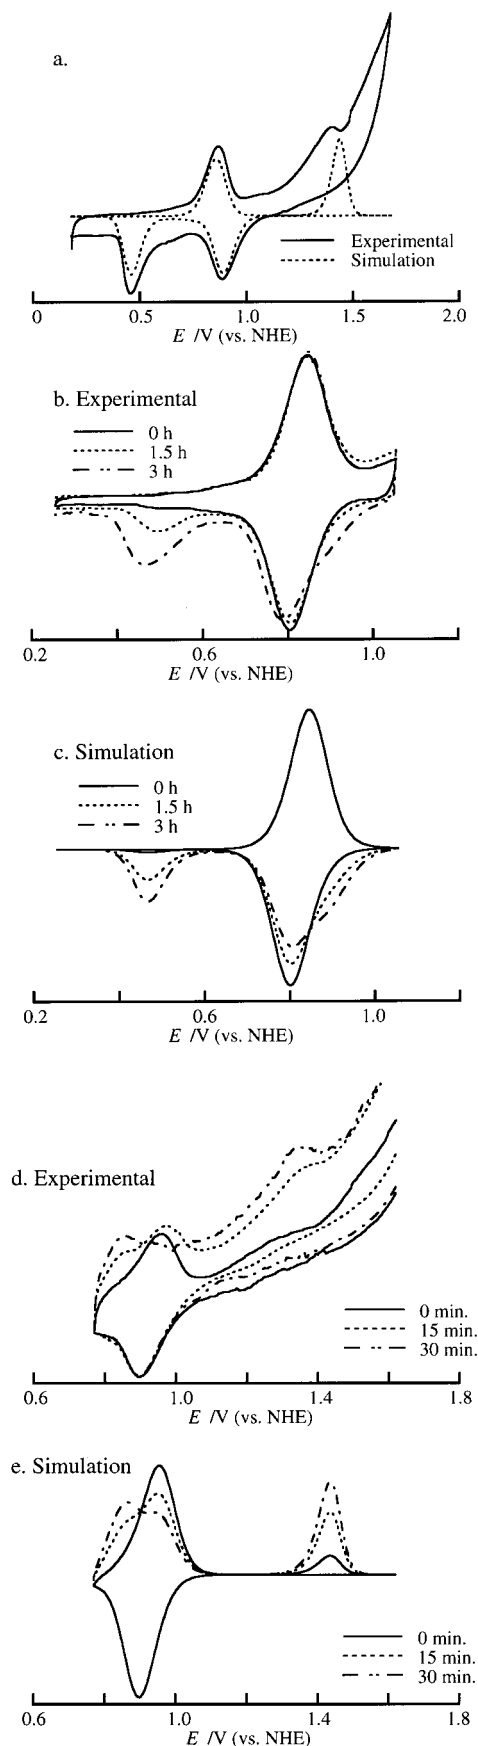 a.
Experimental
Simulation
0 0.5 1.0 1.5 2.0
E /V (vs. NHE)
b. Experimental
0 h
1.5 h
3 h
0.2 0.6 1.0
E /V (vs. NHE)
c. Simulation
0 h
1.5 h
3 h
0.2 0.6 1.0
E /V (vs. NHE)
d. Experimental
0 min.
15 min.
30 min.
0.6 1.0 1.4 1.8
E /V (vs. NHE)
e. Simulation
0 min.
15 min.
30 min.
0.6 1.0 1.4 1.8
E /V (vs. NHE)